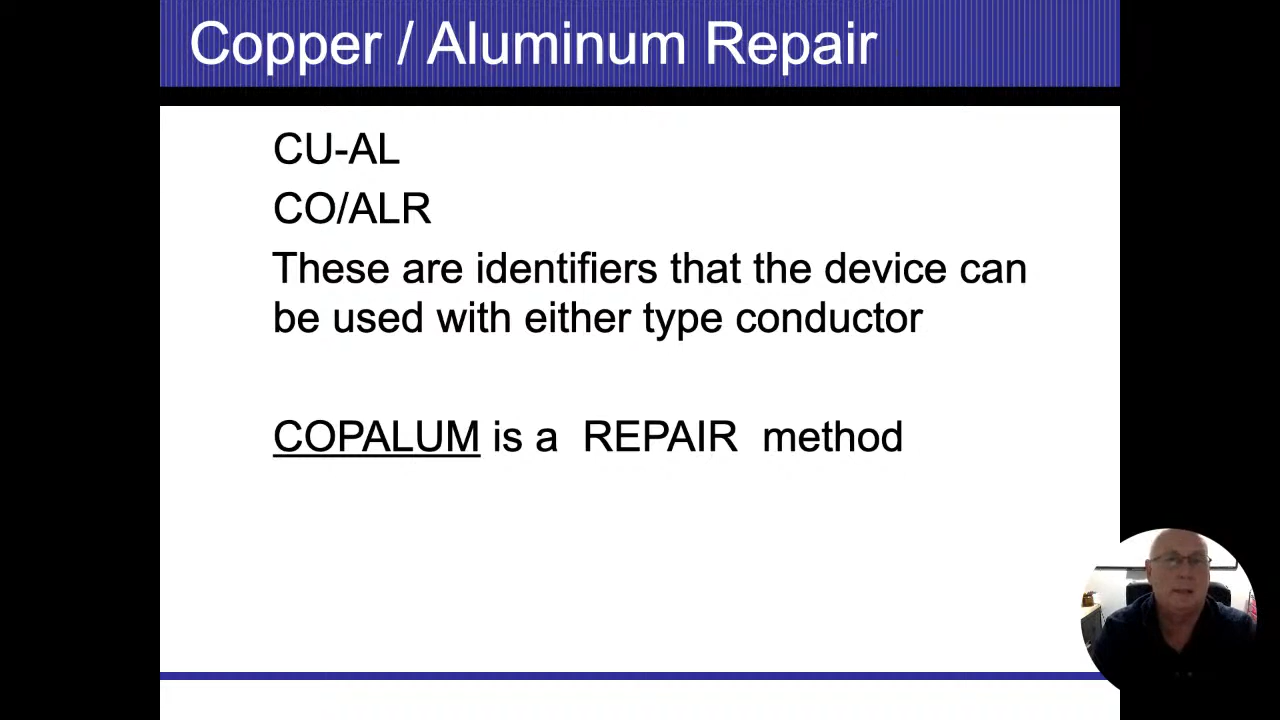 Copper / Aluminum Repair
CU-AL
CO/ALR
These are identifiers that the device can
be used with either type conductor
COPALUM is a REPAIR method